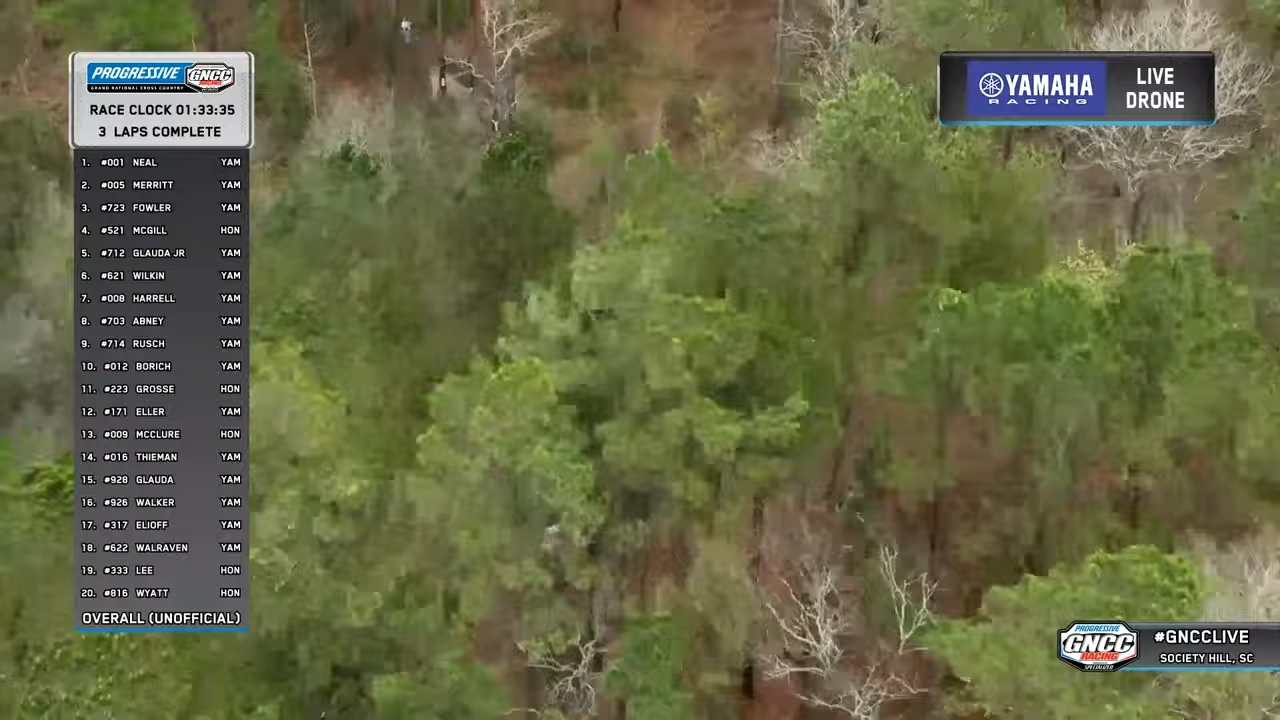 PROGRESSIVE GNCC RACING
GRAND NATIONAL CROSS COUNTRY
RACE CLOCK 01:33:35
3 LAPS COMPLETE
1. #001 NEAL YAM
2. #005 MERRITT YAM
3. #723 FOWLER YAM
4. #521 MCGILL HON
5. #712 GLAUDA JR YAM
6. #621 WILKIN YAM
7. #008 HARRELL YAM
8. #703 ABNEY YAM
9. #714 RUSCH YAM
10. #012 BORICH YAM
11. #223 GROSSE HON
12. #171 ELLER YAM
13. #009 MCCLURE HON
14. #016 THIEMAN YAM
15. #928 GLAUDA YAM
16. #926 WALKER YAM
17. #317 ELIOFF YAM
18. #622 WALRAVEN YAM
19. #333 LEE HON
20. #816 WYATT HON
OVERALL (UNOFFICIAL)
YAMAHA
RACING
LIVE
DRONE
PROGRESSIVE
GNCC
RACING
SPECIALIZED
#GNCCLIVE
SOCIETY HILL, SC